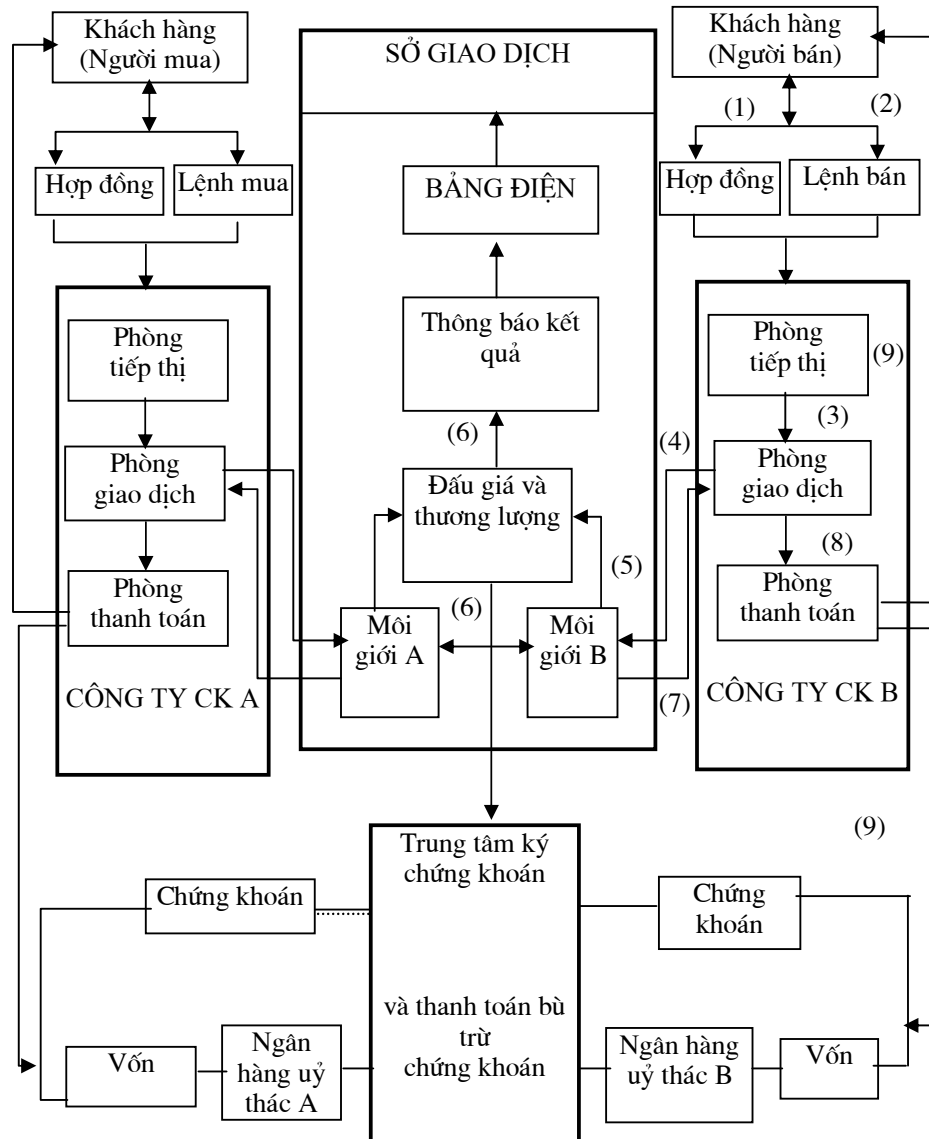 Khách hàng
(Người mua)
SỞ GIAO DỊCH
Khách hàng
(Người bán)
(1)
(2)
Hợp đồng
Lệnh mua
BẢNG ĐIỆN
Hợp đồng
Lệnh bán
Phòng
tiếp thị
Thông báo kết
quả
Phòng
tiếp thị
(9)
(3)
(6)
(4)
Phòng
giao dịch
Đấu giá và
thương lượng
Phòng
giao dịch
(5)
(8)
Phòng
thanh toán
(6)
Phòng
thanh toán
Môi
giới A
Môi
giới B
CÔNG TY CK A
(7)
CÔNG TY CK B
(9)
Trung tâm ký
chứng khoán
Chứng khoán
Chứng
khoán
và thanh toán bù
trừ
chứng khoán
Vốn
Ngân
hàng uỷ
thác A
Ngân hàng
uỷ thác B
Vốn